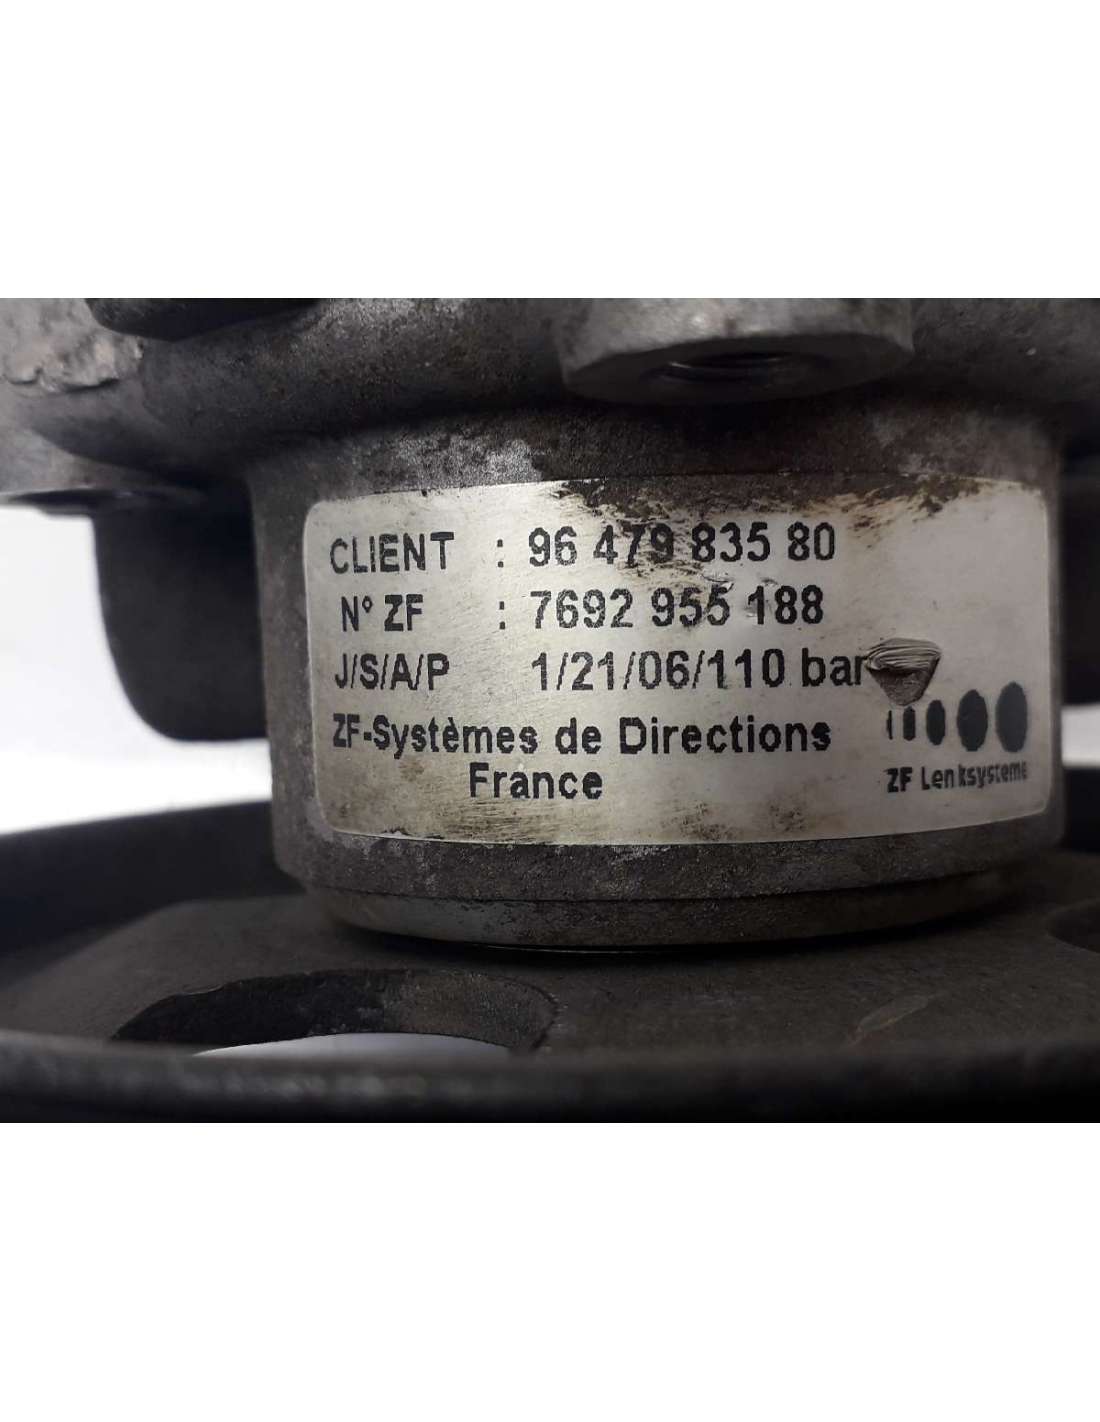 CLIENT : 96 479 835 80
N° ZF : 7692 955 188
J/S/A/P 1/21/06/110 bar
ZF-Systèmes de Directions
France
ZF Lenksysteme